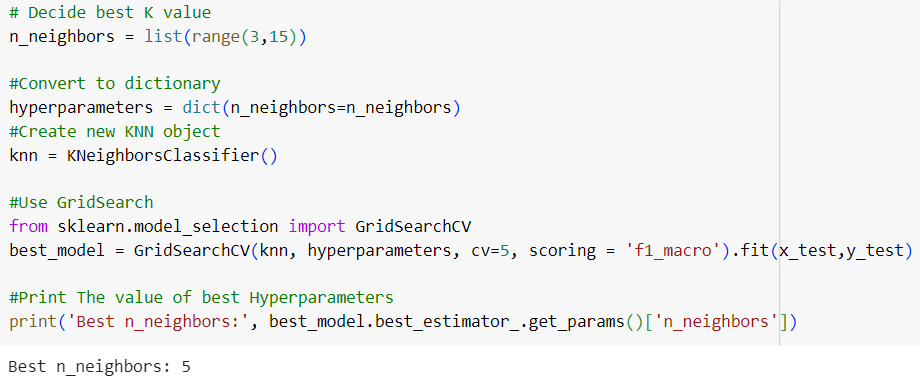 # Decide best K value
n_neighbors = list(range(3,15))
#Convert to dictionary
hyperparameters = dict(n_neighbors=n_neighbors)
#Create new KNN object
knn = KNeighborsClassifier()
#Use GridSearch
from sklearn.model_selection import GridSearchCV
best_model = GridSearchCV(knn, hyperparameters, cv=5, scoring = 'f1_macro').fit(x_test,y_test)
#Print The value of best Hyperparameters
print('Best n_neighbors:', best_model.best_estimator_.get_params()['n_neighbors'])
Best n_neighbors: 5